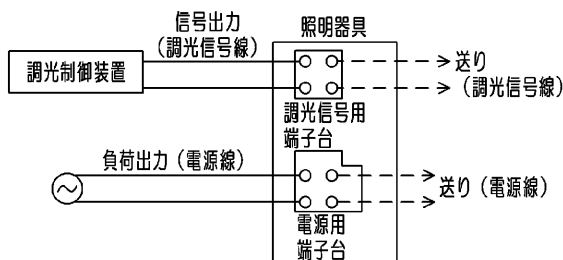 信号出力
(調光信号線)
照明器具
調光制御装置
送り
(調光信号線)
調光信号用
端子台
負荷出力(電源線)
送り(電源線)
電源用
端子台